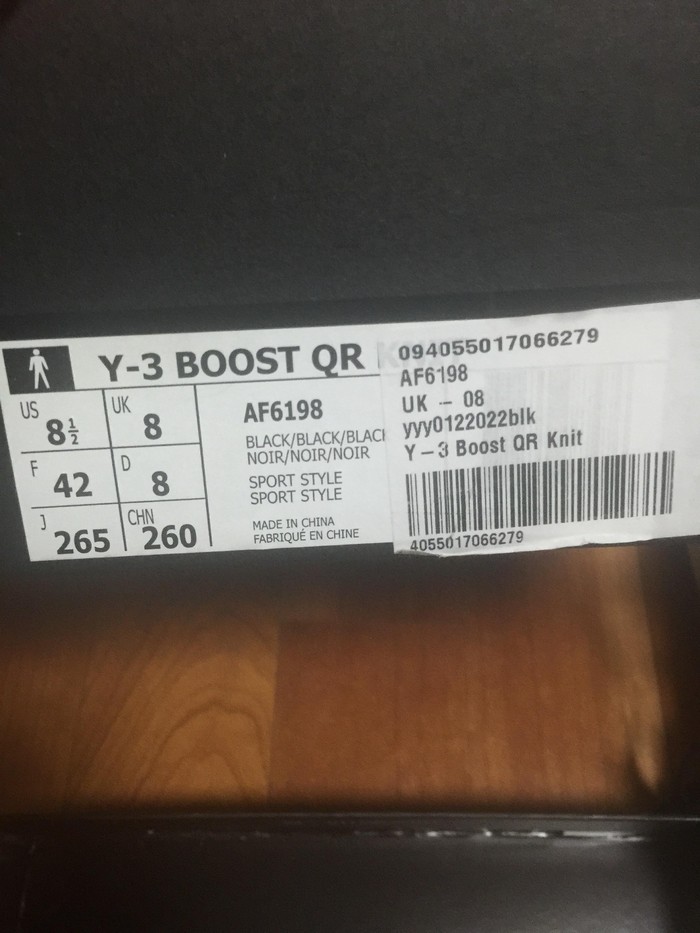 Y-3 BOOST QR KNIT
US 8½
UK 8
F 42
D 8
J 265
CHN 260
AF6198
BLACK/BLACK/BLACK
NOIR/NOIR/NOIR
SPORT STYLE
SPORT STYLE
MADE IN CHINA
FABRIQUÉ EN CHINE
094055017066279
AF6198
UK - 08
yyy0122022blk
Y-3 Boost QR Knit
4055017066279